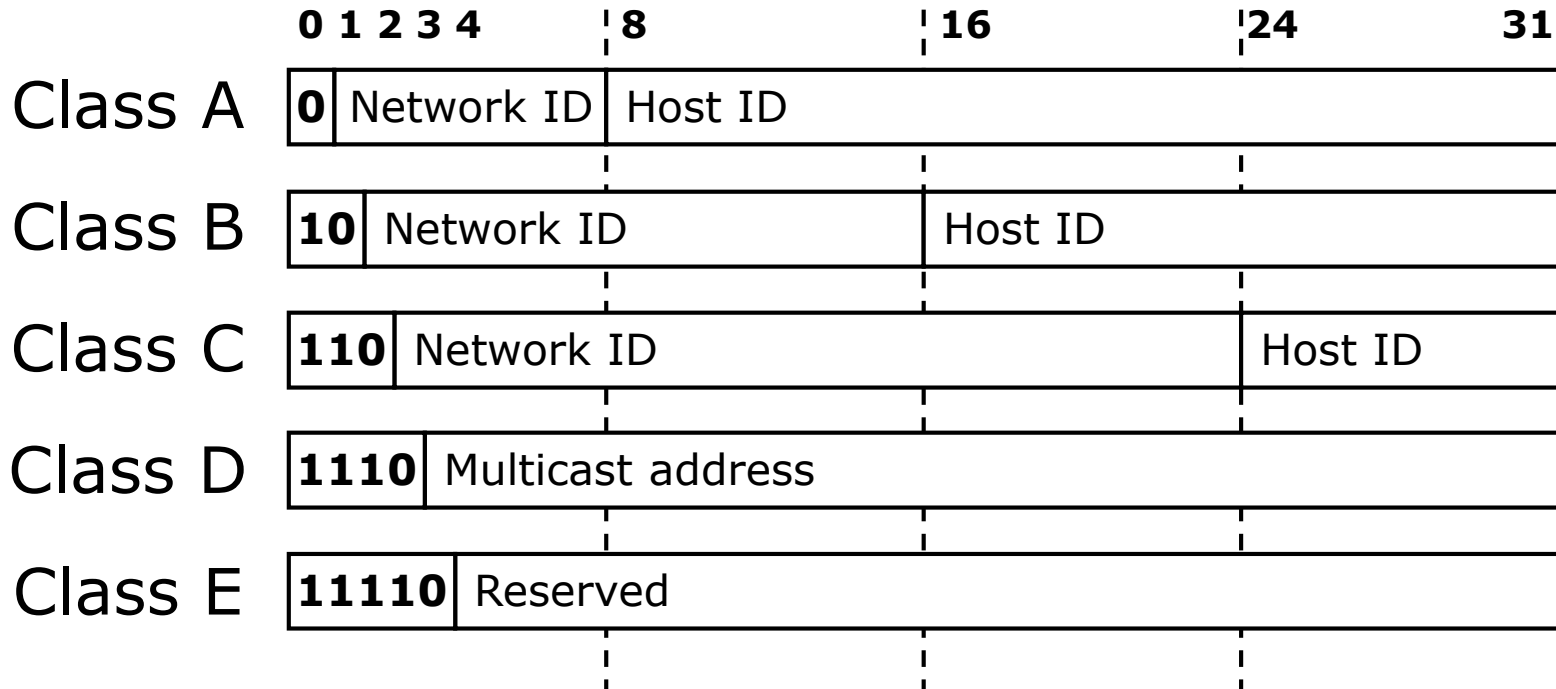 0 1 2 3 4 8 16 24 31
Class A 0 Network ID Host ID
Class B 10 Network ID Host ID
Class C 110 Network ID Host ID
Class D 1110 Multicast address
Class E 11110 Reserved